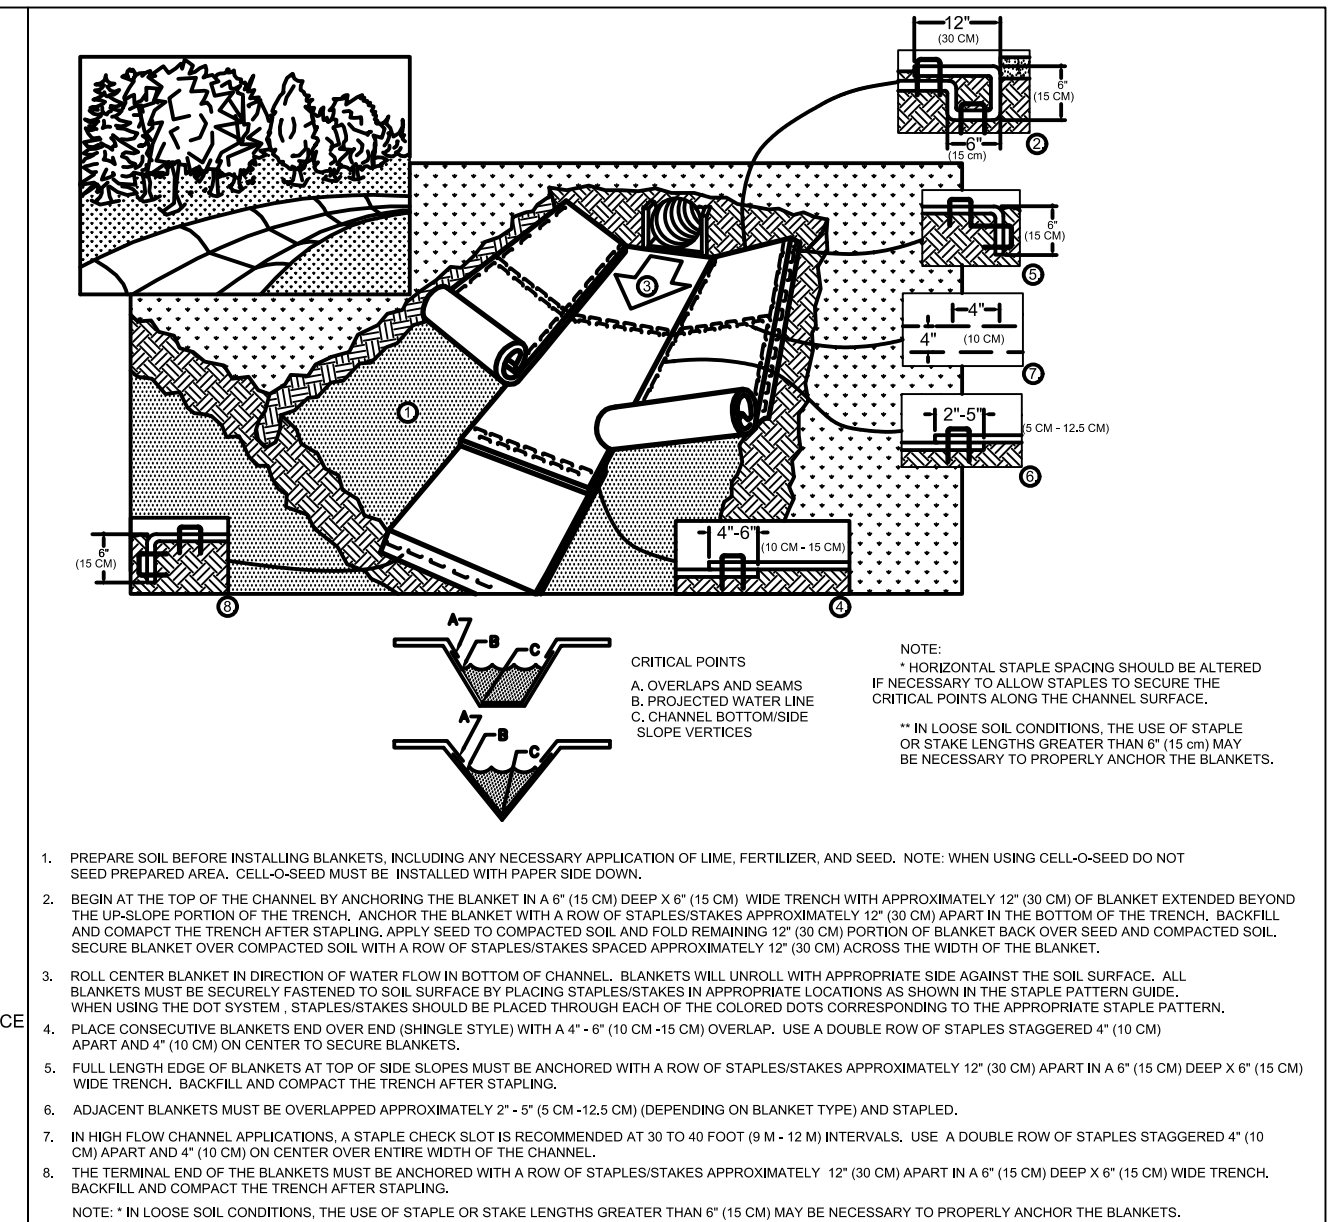 12"
(30 CM)
6"
(15 CM)
6"
(15 cm)
2
6"
(15 CM)
5
3
4"
4"
(10 CM)
7
1
2"-5"
(5 CM - 12.5 CM)
6
6"
(15 CM)
8
4"-6"
(10 CM - 15 CM)
4
A
B
C
A
B
C
CRITICAL POINTS
A. OVERLAPS AND SEAMS
B. PROJECTED WATER LINE
C. CHANNEL BOTTOM/SIDE
SLOPE VERTICES
NOTE:
* HORIZONTAL STAPLE SPACING SHOULD BE ALTERED
IF NECESSARY TO ALLOW STAPLES TO SECURE THE
CRITICAL POINTS ALONG THE CHANNEL SURFACE.
** IN LOOSE SOIL CONDITIONS, THE USE OF STAPLE
OR STAKE LENGTHS GREATER THAN 6" (15 cm) MAY
BE NECESSARY TO PROPERLY ANCHOR THE BLANKETS.
1. PREPARE SOIL BEFORE INSTALLING BLANKETS, INCLUDING ANY NECESSARY APPLICATION OF LIME, FERTILIZER, AND SEED. NOTE: WHEN USING CELL-O-SEED DO NOT
SEED PREPARED AREA. CELL-O-SEED MUST BE INSTALLED WITH PAPER SIDE DOWN.
2. BEGIN AT THE TOP OF THE CHANNEL BY ANCHORING THE BLANKET IN A 6" (15 CM) DEEP X 6" (15 CM) WIDE TRENCH WITH APPROXIMATELY 12" (30 CM) OF BLANKET EXTENDED BEYOND
THE UP-SLOPE PORTION OF THE TRENCH. ANCHOR THE BLANKET WITH A ROW OF STAPLES/STAKES APPROXIMATELY 12" (30 CM) APART IN THE BOTTOM OF THE TRENCH. BACKFILL
AND COMAPCT THE TRENCH AFTER STAPLING. APPLY SEED TO COMPACTED SOIL AND FOLD REMAINING 12" (30 CM) PORTION OF BLANKET BACK OVER SEED AND COMPACTED SOIL.
SECURE BLANKET OVER COMPACTED SOIL WITH A ROW OF STAPLES/STAKES SPACED APPROXIMATELY 12" (30 CM) ACROSS THE WIDTH OF THE BLANKET.
3. ROLL CENTER BLANKET IN DIRECTION OF WATER FLOW IN BOTTOM OF CHANNEL. BLANKETS WILL UNROLL WITH APPROPRIATE SIDE AGAINST THE SOIL SURFACE. ALL
BLANKETS MUST BE SECURELY FASTENED TO SOIL SURFACE BY PLACING STAPLES/STAKES IN APPROPRIATE LOCATIONS AS SHOWN IN THE STAPLE PATTERN GUIDE.
WHEN USING THE DOT SYSTEM , STAPLES/STAKES SHOULD BE PLACED THROUGH EACH OF THE COLORED DOTS CORRESPONDING TO THE APPROPRIATE STAPLE PATTERN.
CE
4. PLACE CONSECUTIVE BLANKETS END OVER END (SHINGLE STYLE) WITH A 4" - 6" (10 CM -15 CM) OVERLAP. USE A DOUBLE ROW OF STAPLES STAGGERED 4" (10 CM)
APART AND 4" (10 CM) ON CENTER TO SECURE BLANKETS.
5. FULL LENGTH EDGE OF BLANKETS AT TOP OF SIDE SLOPES MUST BE ANCHORED WITH A ROW OF STAPLES/STAKES APPROXIMATELY 12" (30 CM) APART IN A 6" (15 CM) DEEP X 6" (15 CM)
WIDE TRENCH. BACKFILL AND COMPACT THE TRENCH AFTER STAPLING.
6. ADJACENT BLANKETS MUST BE OVERLAPPED APPROXIMATELY 2" - 5" (5 CM -12.5 CM) (DEPENDING ON BLANKET TYPE) AND STAPLED.
7. IN HIGH FLOW CHANNEL APPLICATIONS, A STAPLE CHECK SLOT IS RECOMMENDED AT 30 TO 40 FOOT (9 M - 12 M) INTERVALS. USE A DOUBLE ROW OF STAPLES STAGGERED 4" (10
CM) APART AND 4" (10 CM) ON CENTER OVER ENTIRE WIDTH OF THE CHANNEL.
8. THE TERMINAL END OF THE BLANKETS MUST BE ANCHORED WITH A ROW OF STAPLES/STAKES APPROXIMATELY 12" (30 CM) APART IN A 6" (15 CM) DEEP X 6" (15 CM) WIDE TRENCH.
BACKFILL AND COMPACT THE TRENCH AFTER STAPLING.
NOTE: * IN LOOSE SOIL CONDITIONS, THE USE OF STAPLE OR STAKE LENGTHS GREATER THAN 6" (15 CM) MAY BE NECESSARY TO PROPERLY ANCHOR THE BLANKETS.